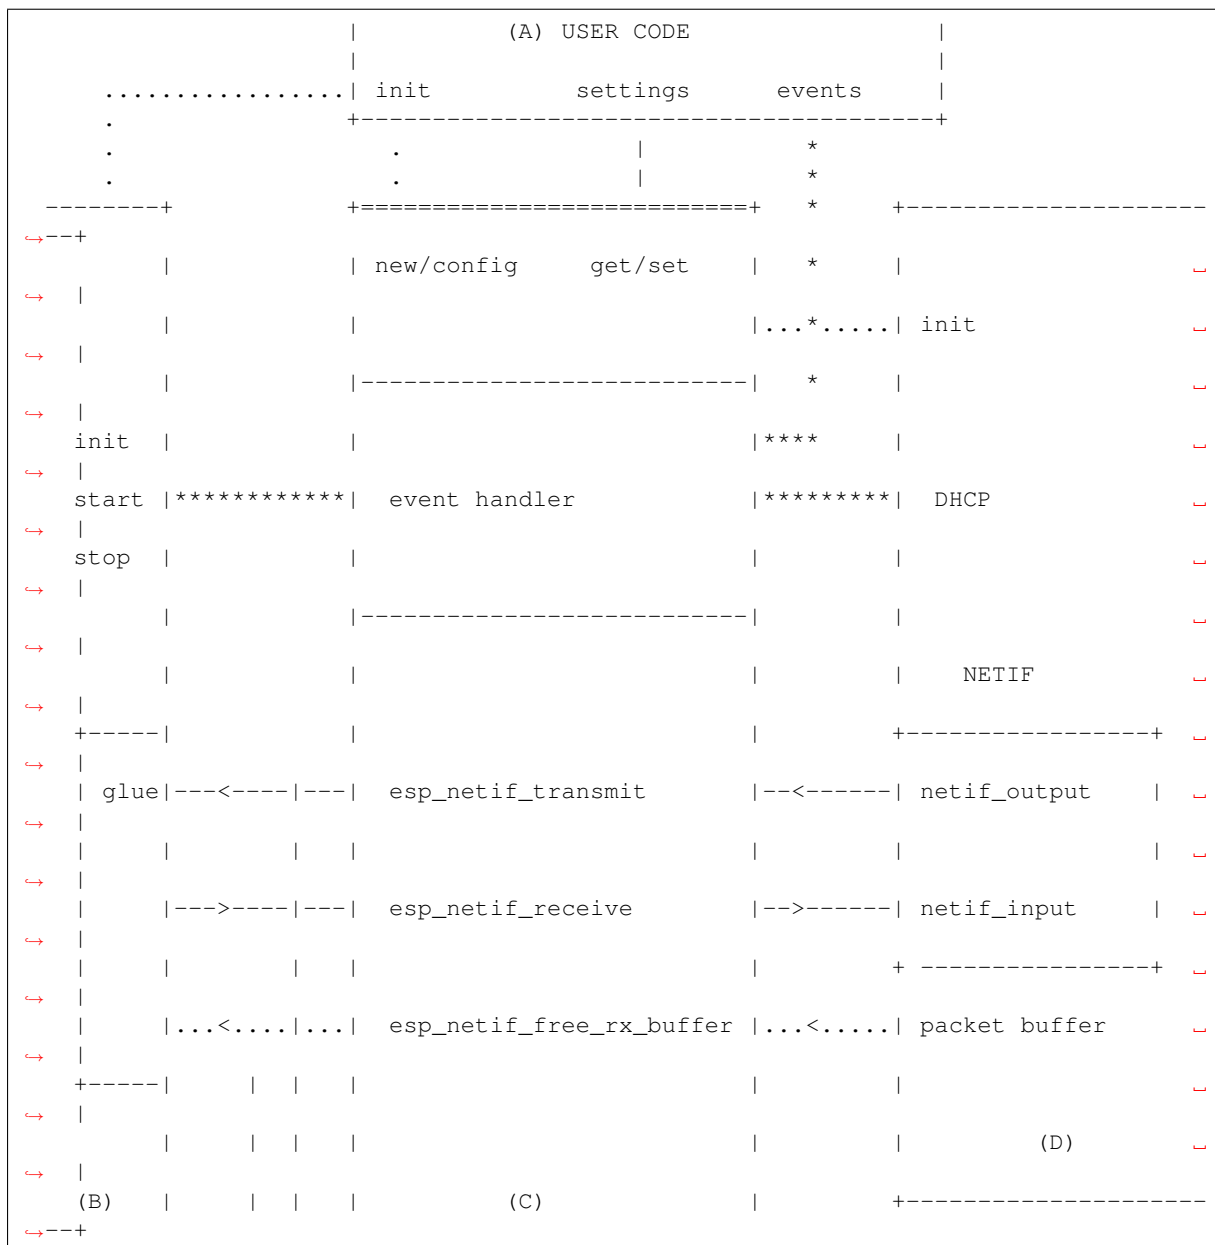 | (A) USER CODE |
| |
.................| init settings events |
. +----------------------------------------+
. . | *
. . | *
--------+ +===========================+ * +---------------------
↪--+
| | new/config get/set | * | ␣
↪ |
| | |...*.....| init ␣
↪ |
| |---------------------------| * | ␣
↪ |
init | | |**** | ␣
↪ |
start |************| event handler |*********| DHCP ␣
↪ |
stop | | | | ␣
↪ |
| |---------------------------| | ␣
↪ |
| | | | NETIF ␣
↪ |
+-----| | | +-----------------+ ␣
↪ |
| glue|---<----|---| esp_netif_transmit |--<------| netif_output | ␣
↪ |
| | | | | | | ␣
↪ |
| |--->----|---| esp_netif_receive |-->------| netif_input | ␣
↪ |
| | | | | + ----------------+ ␣
↪ |
| |...<....|...| esp_netif_free_rx_buffer |...<.....| packet buffer ␣
↪ |
+-----| | | | | | ␣
↪ |
| | | | | | (D) ␣
↪ |
(B) | | | | (C) | +---------------------
↪--+